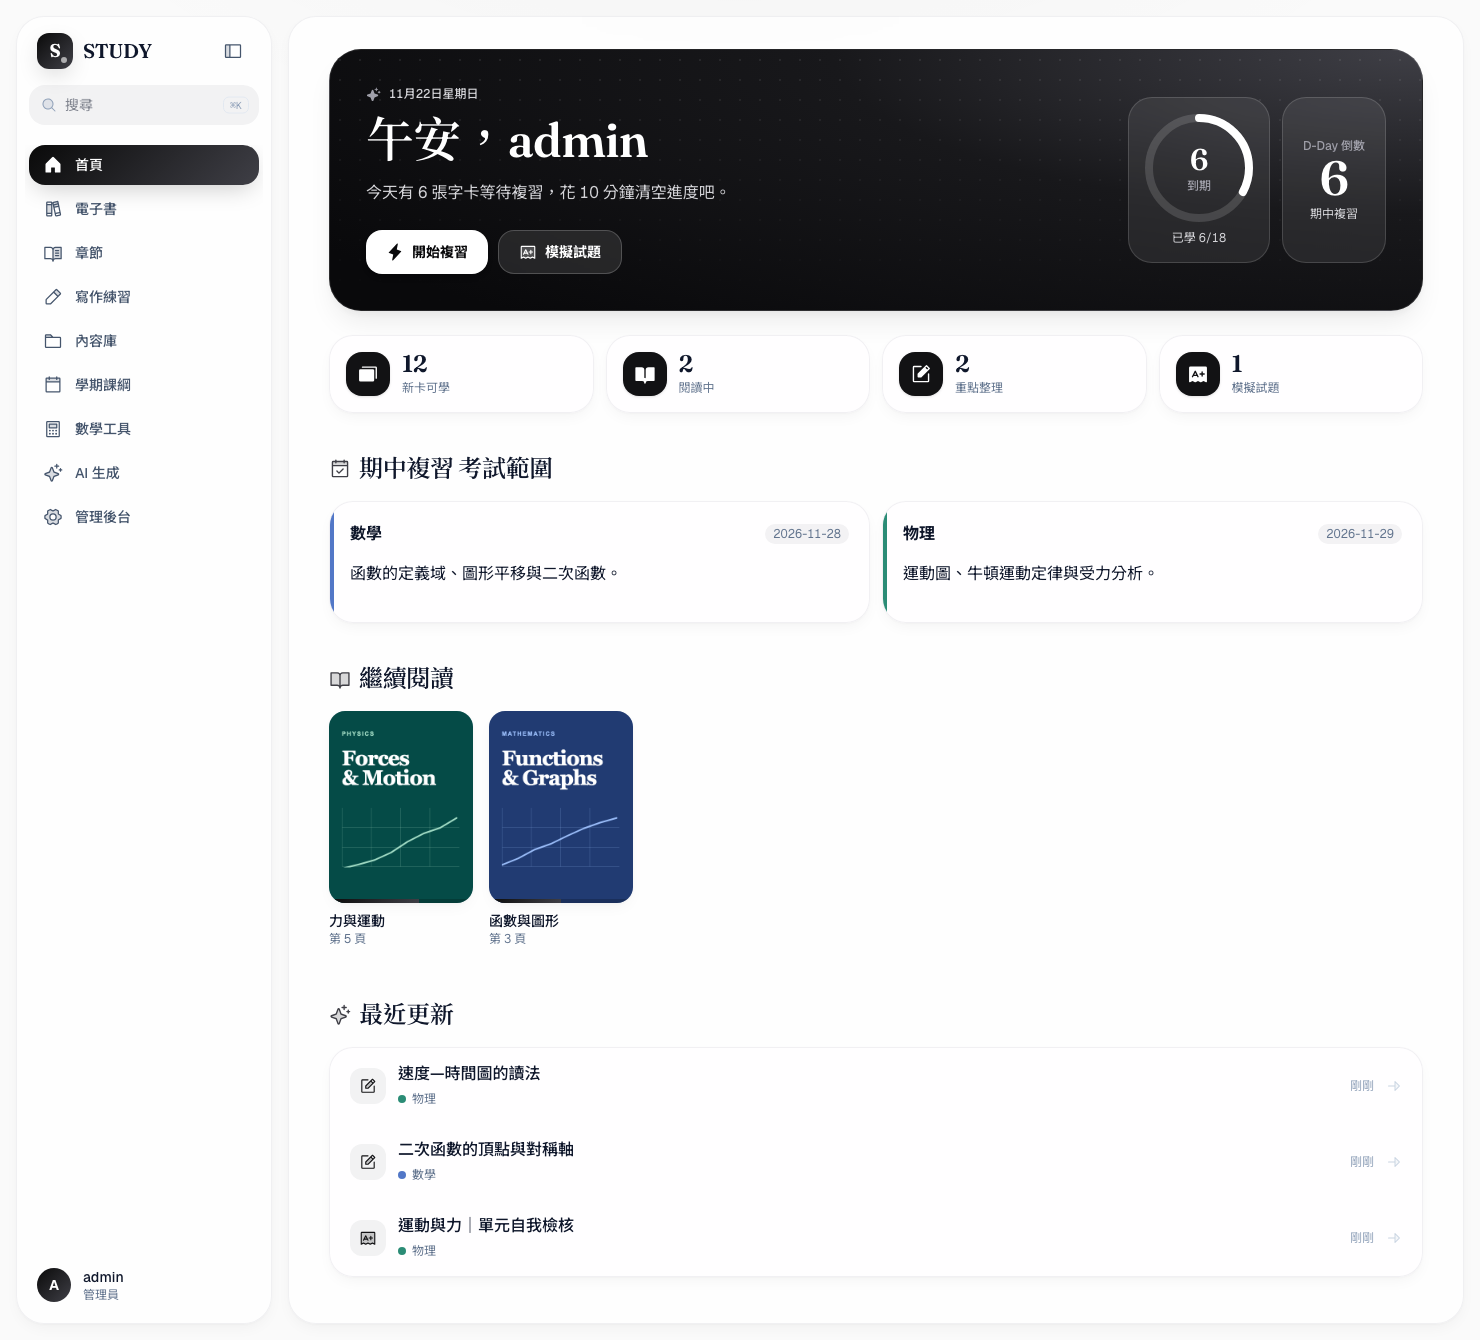 S
STUDY
搜尋
⌘K
首頁
電子書
章節
寫作練習
內容庫
學期課綱
數學工具
AI 生成
管理後台
A
admin
管理員
11月22日星期日
午安，admin
今天有 6 張字卡等待複習，花 10 分鐘清空進度吧。
開始複習
模擬試題
6
到期
已學 6/18
D-Day 倒數
6
期中複習
12
新卡可學
2
閱讀中
2
重點整理
1
模擬試題
期中複習 考試範圍
數學
2026-11-28
函數的定義域、圖形平移與二次函數。
物理
2026-11-29
運動圖、牛頓運動定律與受力分析。
繼續閱讀
PHYSICS
Forces
& Motion
力與運動
第 5 頁
MATHEMATICS
Functions
& Graphs
函數與圖形
第 3 頁
最近更新
速度—時間圖的讀法
物理
剛剛
二次函數的頂點與對稱軸
數學
剛剛
A+
運動與力｜單元自我檢核
物理
剛剛